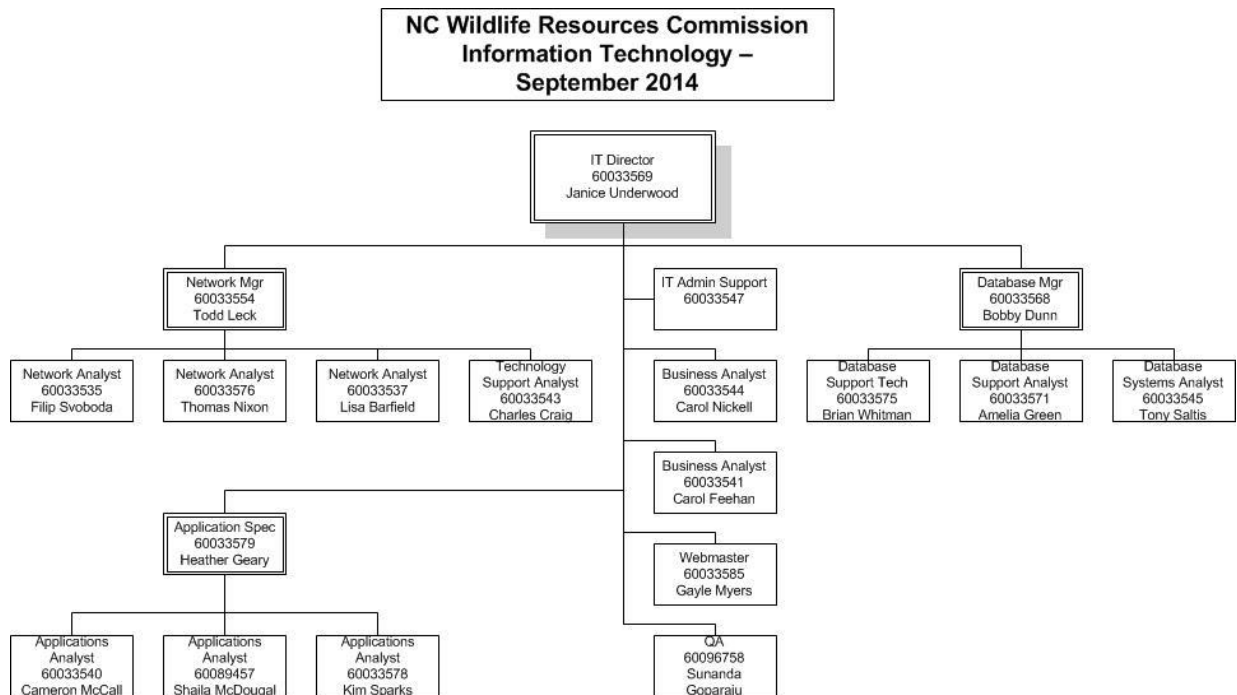 NC Wildlife Resources Commission
Information Technology –
September 2014
IT Director
60033569
Janice Underwood
Network Mgr
60033554
Todd Leck
IT Admin Support
60033547
Database Mgr
60033568
Bobby Dunn
Network Analyst
60033535
Filip Svoboda
Network Analyst
60033576
Thomas Nixon
Network Analyst
60033537
Lisa Barfield
Technology
Support Analyst
60033543
Charles Craig
Business Analyst
60033544
Carol Nickell
Database
Support Tech
60033575
Brian Whitman
Database
Support Analyst
60033571
Amelia Green
Database
Systems Analyst
60033545
Tony Saltis
Business Analyst
60033541
Carol Feehan
Application Spec
60033579
Heather Geary
Webmaster
60033585
Gayle Myers
Applications
Analyst
60033540
Cameron McCall
Applications
Analyst
60089457
Shaila McDougal
Applications
Analyst
60033578
Kim Sparks
QA
60096758
Sunanda
Goparaju